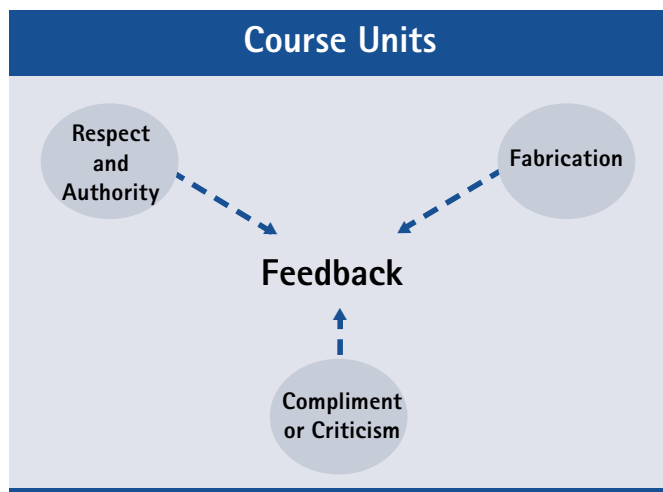 Course Units
Respect
and
Authority
Fabrication
Feedback
Compliment
or Criticism